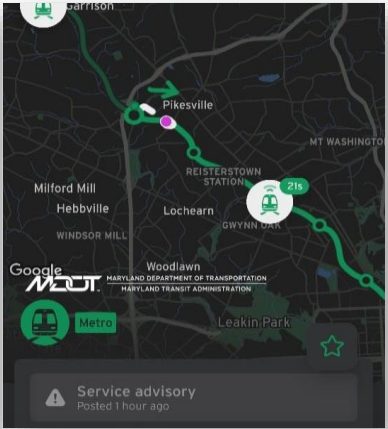 Garrison
Pikesville
MT WASHINGTO
REISTERSTOWN
STATION
21s
Milford Mill
Hebbville
Lochearn
GWYNN OAK
WINDSOR MILL
Woodlawn
Google
MDOT
MARYLAND DEPARTMENT OF TRANSPORTATION
MARYLAND TRANSIT ADMINISTRATION
Metro
Leakin Park
Service advisory
Posted 1 hour ago